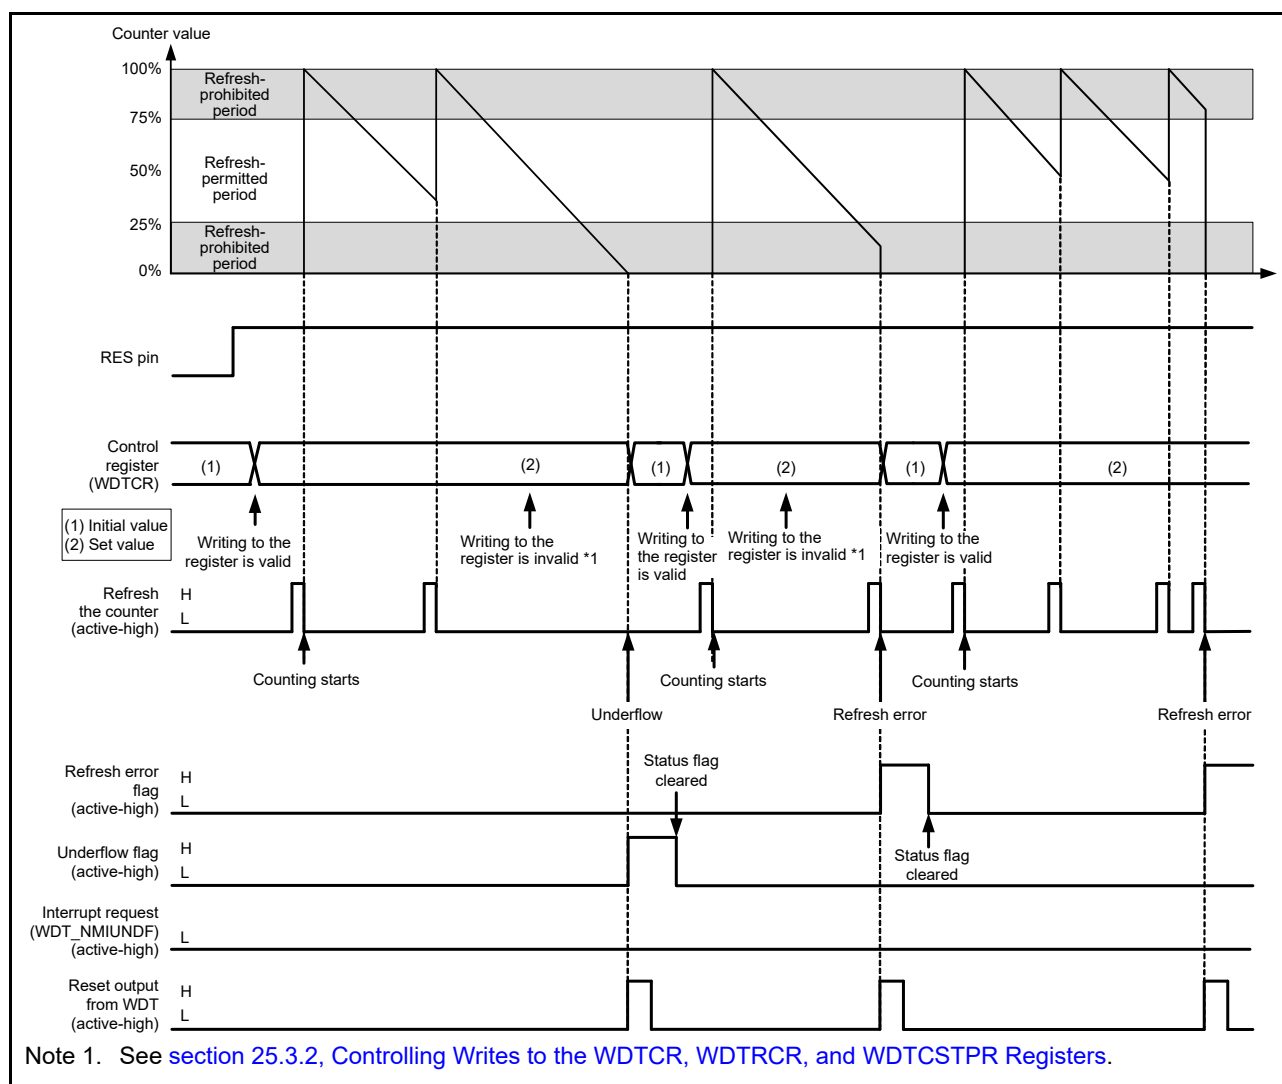 Counter value
100%
Refresh-
prohibited
period
75%
50%
Refresh-
permitted
period
25%
Refresh-
prohibited
period
0%
RES pin
Control
register
(WDTCR)
(1)
(2)
(1)
(2)
(1)
(2)
(1) Initial value
(2) Set value
Writing to the
register is valid
Writing to the
register is invalid *1
Writing to
the register
is valid
Writing to the
register is invalid *1
Writing to the
register is valid
Refresh
the counter
(active-high)
H
L
Counting starts
Counting starts
Counting starts
Underflow
Refresh error
Refresh error
Refresh error
flag
(active-high)
H
L
Status flag
cleared
Status flag
cleared
Underflow flag
(active-high)
H
L
Interrupt request
(WDT_NMIUNDF)
(active-high)
L
Reset output
from WDT
(active-high)
H
L
Note 1. See section 25.3.2, Controlling Writes to the WDTCR, WDTRCR, and WDTCSTPR Registers.